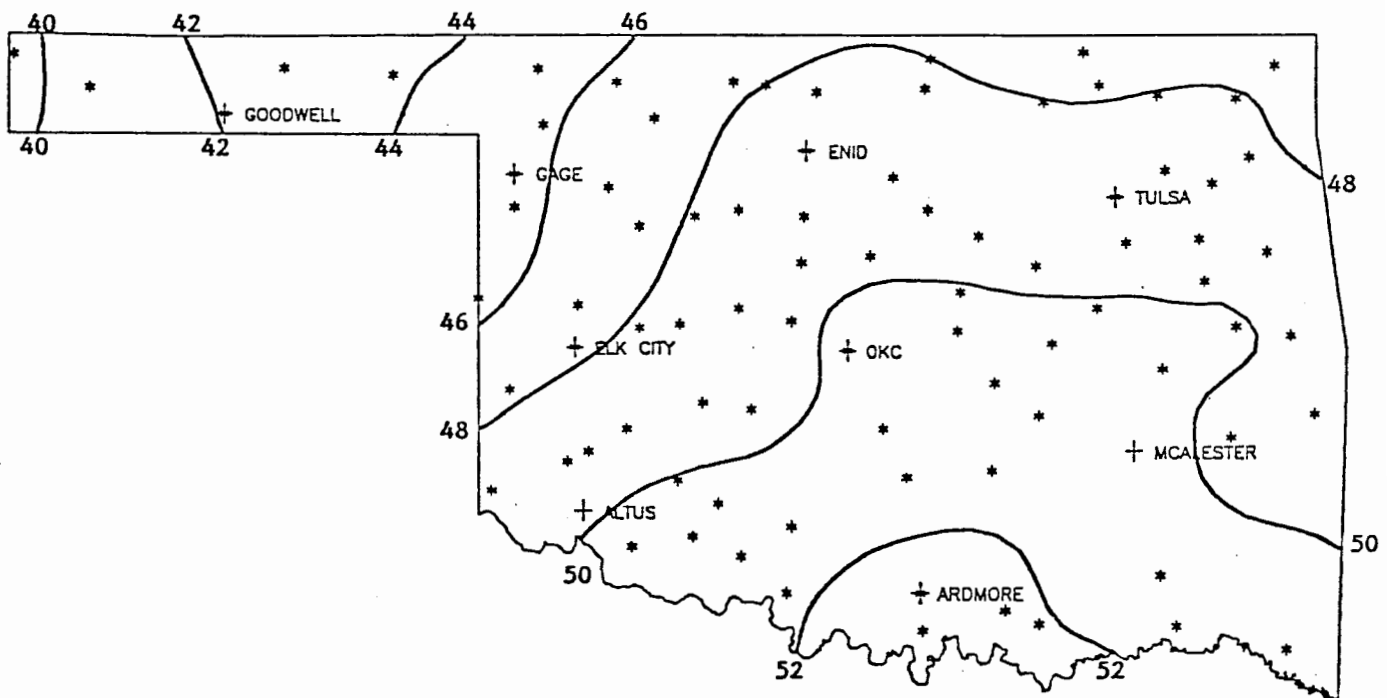 40 42 44 46
GOODWELL
40 42 44
ENID
GAGE
48
TULSA
46
ELK CITY
OKC
48
MCALESTER
ALTUS
50
50
ARDMORE
52 52